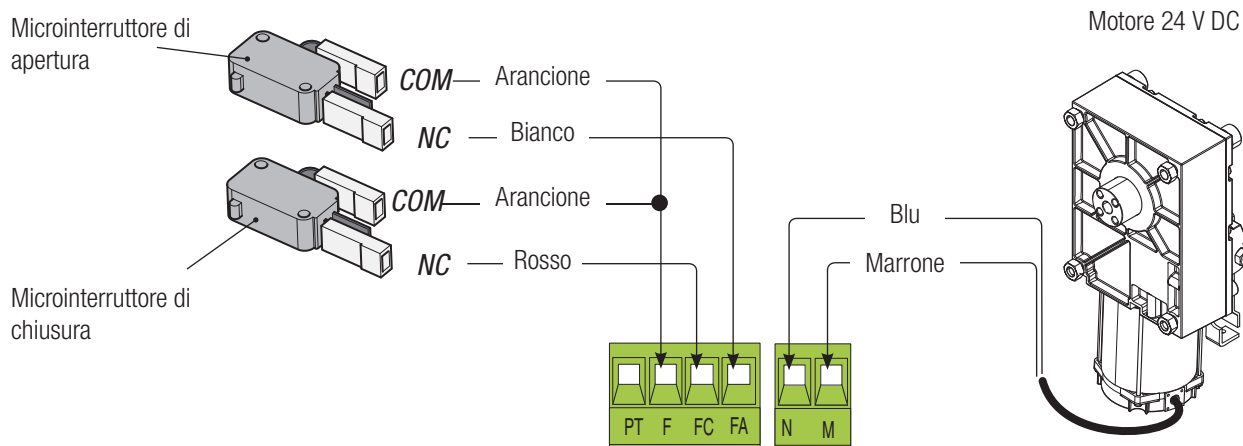 Microinterruttore di
apertura
Motore 24 V DC
COM Arancione
NC Bianco
COM Arancione
NC Rosso
Microinterruttore di
chiusura
Blu
Marrone
PT F FC FA N M